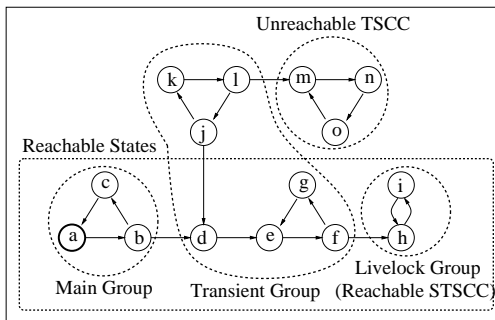 Unreachable TSCC
k
l
m
n
j
o
Reachable States
c
g
i
a
b
d
e
f
h
Main Group
Transient Group
Livelock Group
(Reachable STSCC)